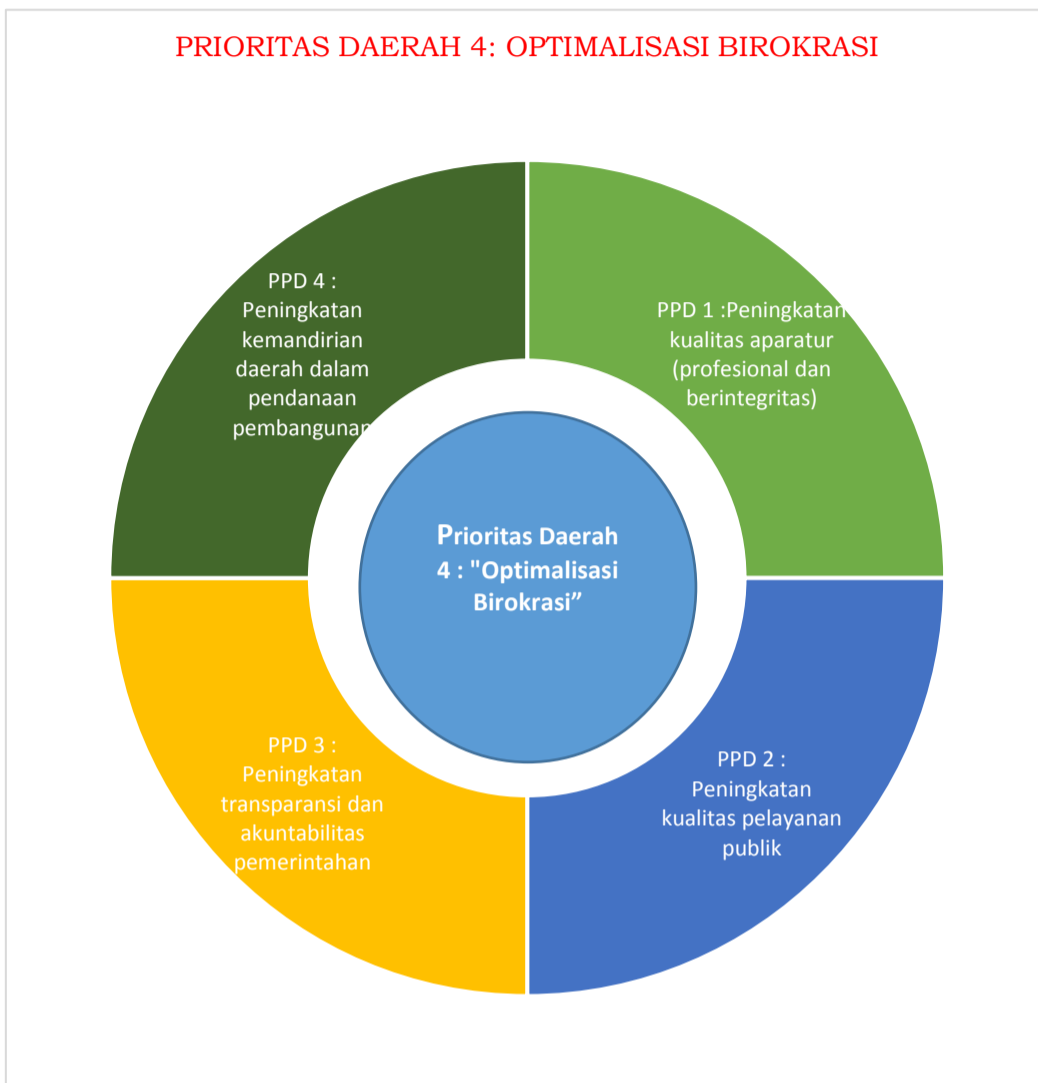 PRIORITAS DAERAH 4: OPTIMALISASI BIROKRASI
PPD 4 :
Peningkatan
kemandirian
daerah dalam
pendanaan
pembangunan
PPD 1 :Peningkatan
kualitas aparatur
(profesional dan
berintegritas)
Prioritas Daerah
4 : "Optimalisasi
Birokrasi”
PPD 3 :
Peningkatan
transparansi dan
akuntabilitas
pemerintahan
PPD 2 :
Peningkatan
kualitas pelayanan
publik